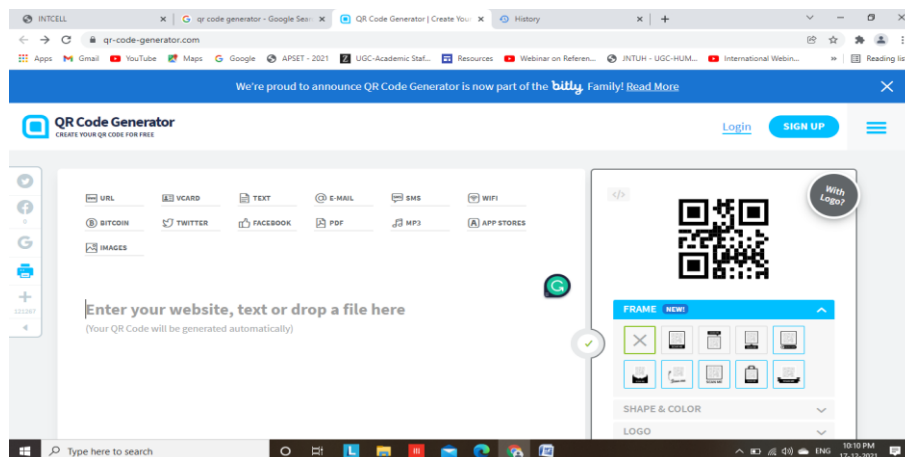 INTCELL
qr code generator - Google Sear
QR Code Generator | Create Your
History
qr-code-generator.com
Apps Gmail YouTube Maps Google APSET - 2021 UGC-Academic Staf... Resources Webinar on Referen... JNTUH - UGC-HUM... International Webin... » Reading lis
We're proud to announce QR Code Generator is now part of the bitly Family! Read More
QR Code Generator
CREATE YOUR QR CODE FOR FREE
Login
SIGN UP
With
Logo?
URL VCARD TEXT E-MAIL SMS WIFI
BITCOIN TWITTER FACEBOOK PDF MP3 APP STORES
IMAGES
0
Enter your website, text or drop a file here
(Your QR Code will be generated automatically)
FRAME NEW!
SHAPE & COLOR
LOGO
Type here to search
ENG
10:10 PM
17-12-2021